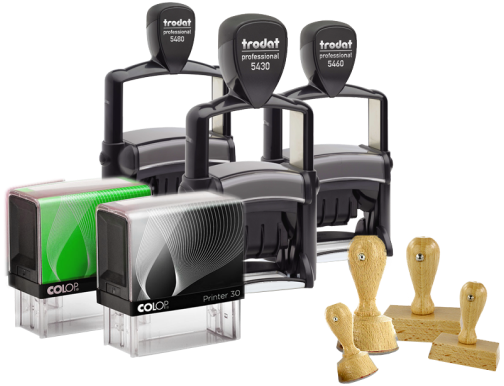 trodat
professional
5480
trodat
professional
5430
trodat
professional
5460
COLOP
COLOP
Printer 30